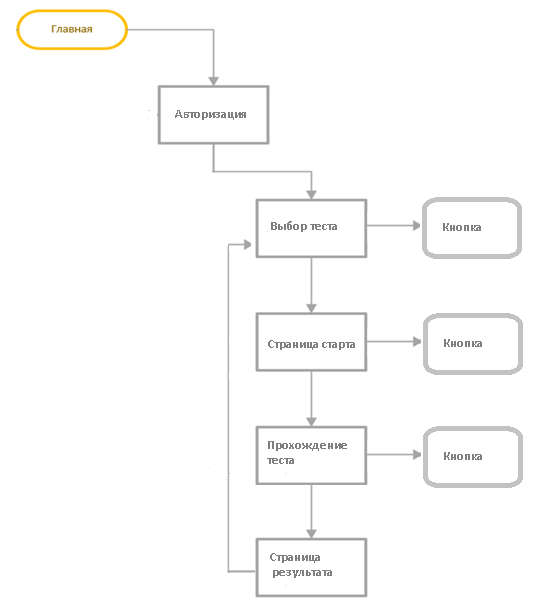 Главная
Авторизация
Выбор теста
Кнопка
Страница старта
Кнопка
Прохождение
теста
Кнопка
Страница
результата